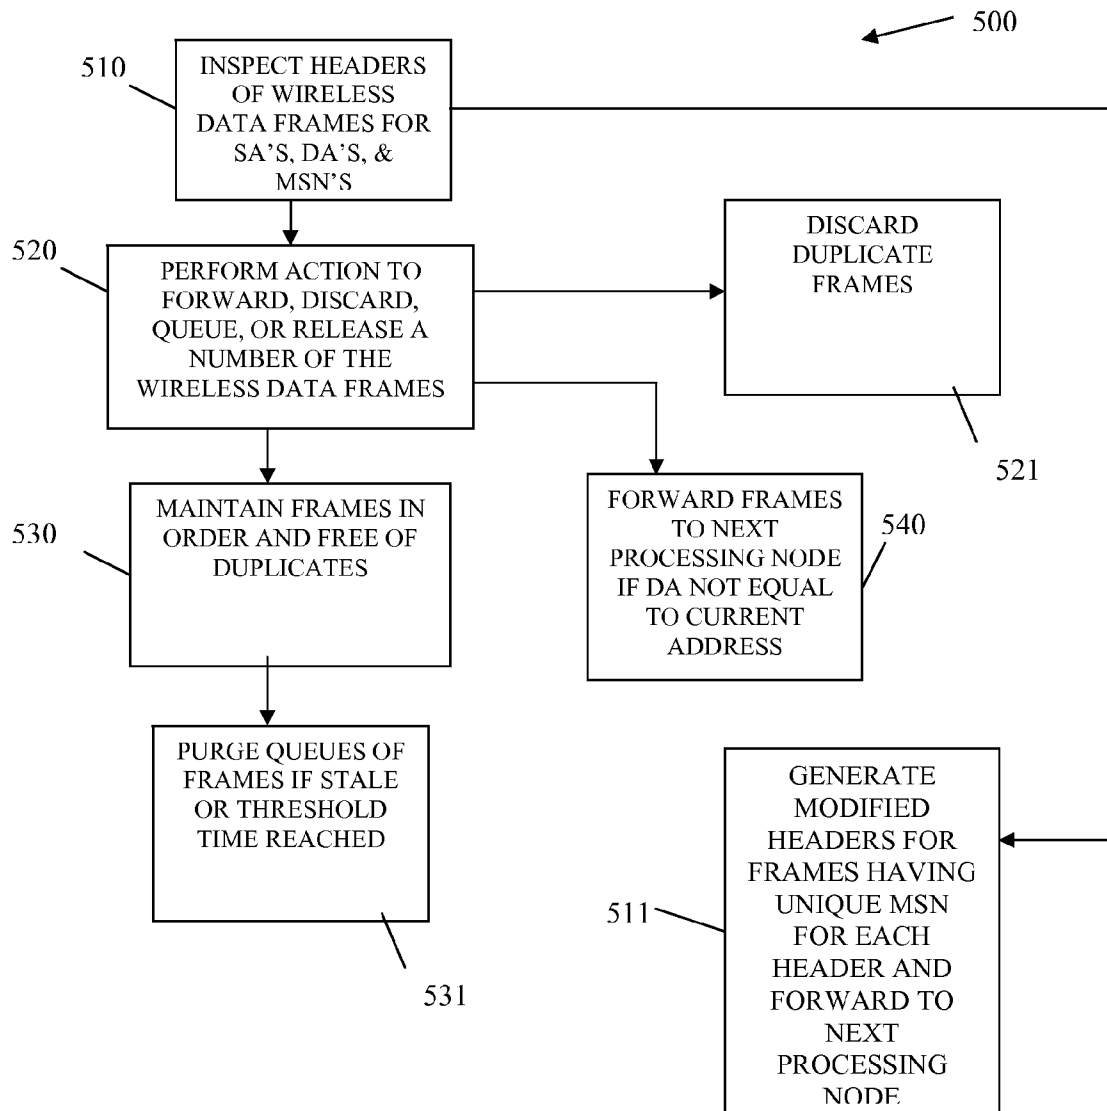 500
510
INSPECT HEADERS
OF WIRELESS
DATA FRAMES FOR
SA'S, DA'S, &
MSN'S
520
PERFORM ACTION TO
FORWARD, DISCARD,
QUEUE, OR RELEASE A
NUMBER OF THE
WIRELESS DATA FRAMES
DISCARD
DUPLICATE
FRAMES
521
530
MAINTAIN FRAMES IN
ORDER AND FREE OF
DUPLICATES
FORWARD FRAMES
TO NEXT
PROCESSING NODE
IF DA NOT EQUAL
TO CURRENT
ADDRESS
540
PURGE QUEUES OF
FRAMES IF STALE
OR THRESHOLD
TIME REACHED
531
GENERATE
MODIFIED
HEADERS FOR
FRAMES HAVING
UNIQUE MSN
FOR EACH
HEADER AND
FORWARD TO
NEXT
PROCESSING
NODE
511